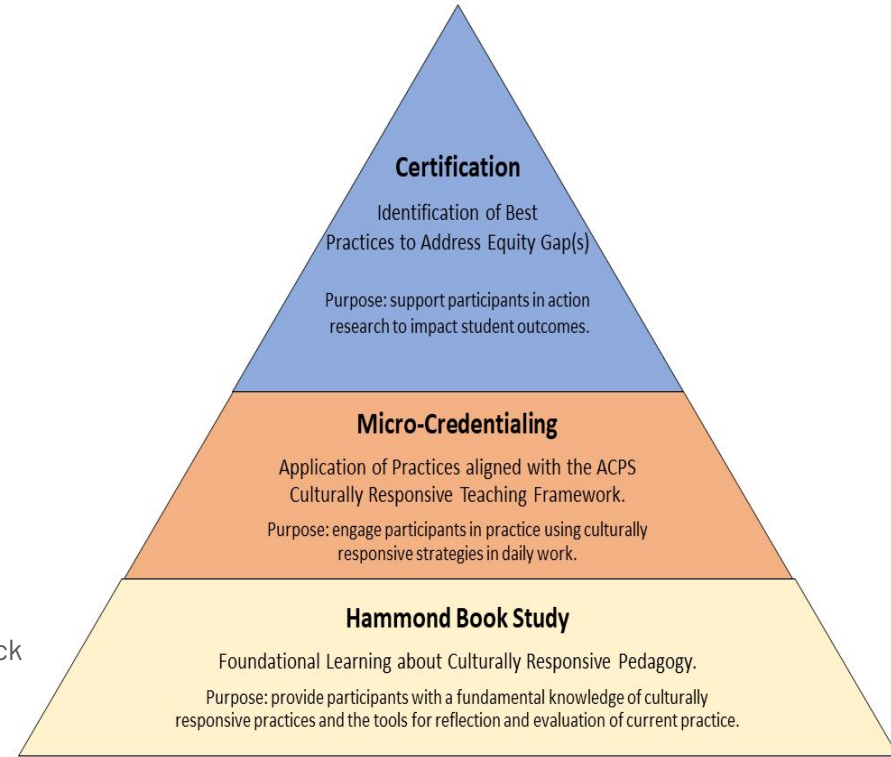 Certification
Identification of Best
Practices to Address Equity Gap(s)
Purpose: support participants in action
research to impact student outcomes.
Micro-Credentialing
Application of Practices aligned with the ACPS
Culturally Responsive Teaching Framework.
Purpose: engage participants in practice using culturally
responsive strategies in daily work.
Hammond Book Study
ck
Foundational Learning about Culturally Responsive Pedagogy.
Purpose: provide participants with a fundamental knowledge of culturally
responsive practices and the tools for reflection and evaluation of current practice.